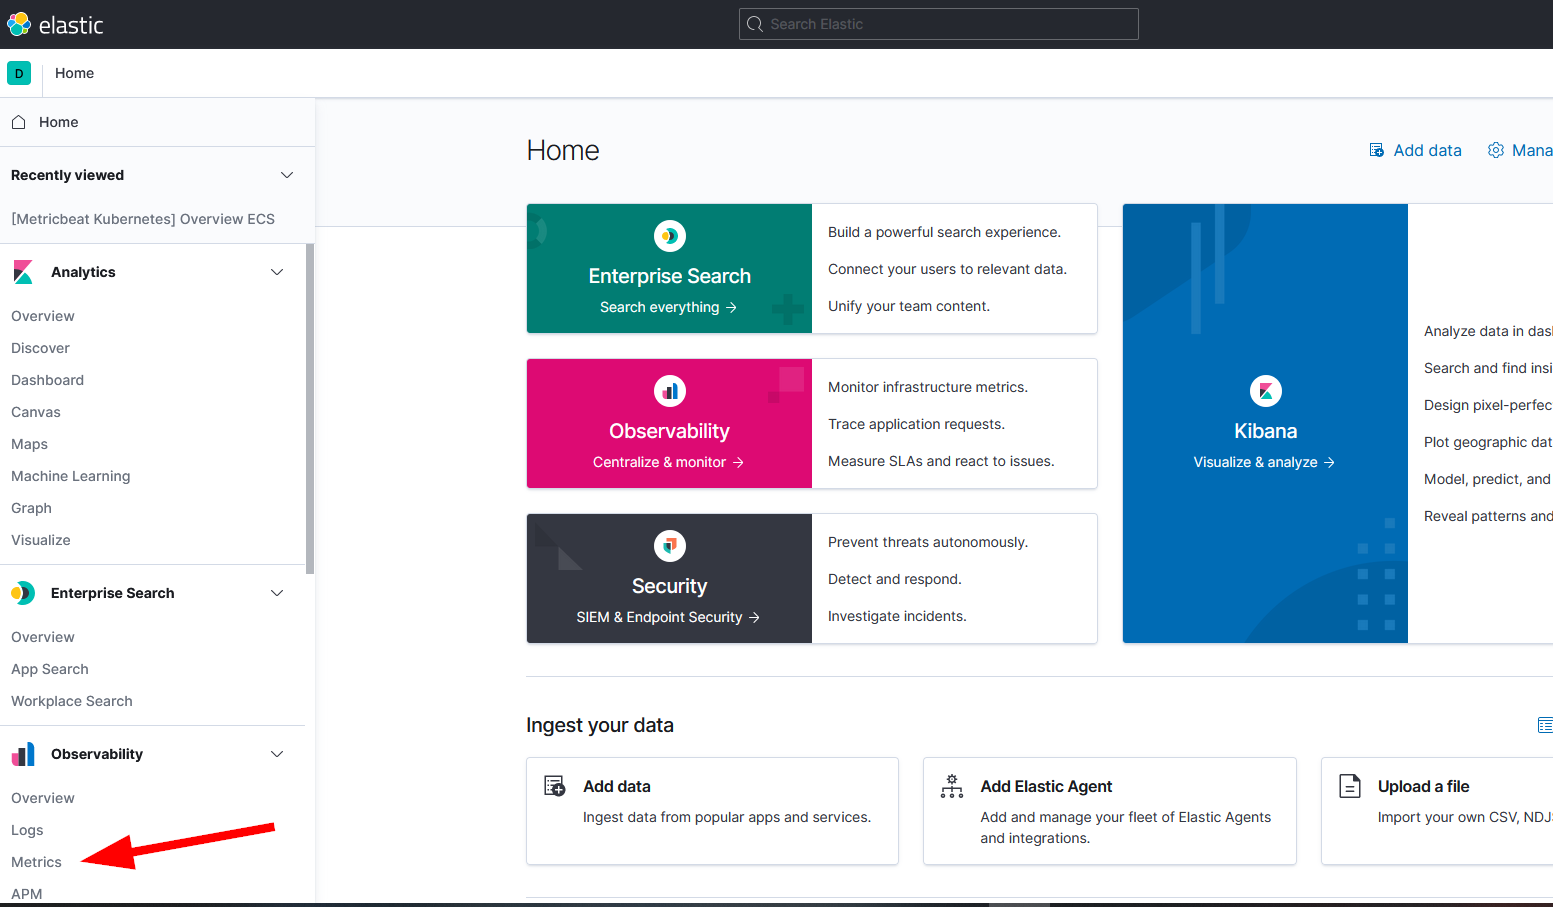 elastic
Search Elastic
D
Home
Home
Recently viewed
[Metricbeat Kubernetes] Overview ECS
Analytics
Overview
Discover
Dashboard
Canvas
Maps
Machine Learning
Graph
Visualize
Enterprise Search
Overview
App Search
Workplace Search
Observability
Overview
Logs
Metrics
APM
Home
Add data
Mana
Enterprise Search
Search everything →
Build a powerful search experience.
Connect your users to relevant data.
Unify your team content.
Observability
Centralize & monitor →
Monitor infrastructure metrics.
Trace application requests.
Measure SLAs and react to issues.
Security
SIEM & Endpoint Security →
Prevent threats autonomously.
Detect and respond.
Investigate incidents.
Kibana
Visualize & analyze →
Analyze data in das
Search and find insi
Design pixel-perfec
Plot geographic dat
Model, predict, and
Reveal patterns and
Ingest your data
Add data
Ingest data from popular apps and services.
Add Elastic Agent
Add and manage your fleet of Elastic Agents
and integrations.
Upload a file
Import your own CSV, NDJ